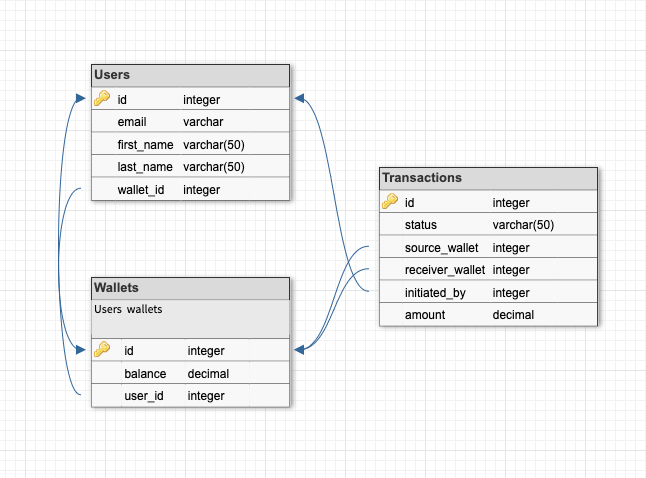 Users
id integer
email varchar
first_name varchar(50)
last_name varchar(50)
wallet_id integer
Transactions
id integer
status varchar(50)
source_wallet integer
receiver_wallet integer
initiated_by integer
amount decimal
Wallets
Users wallets
id integer
balance decimal
user_id integer